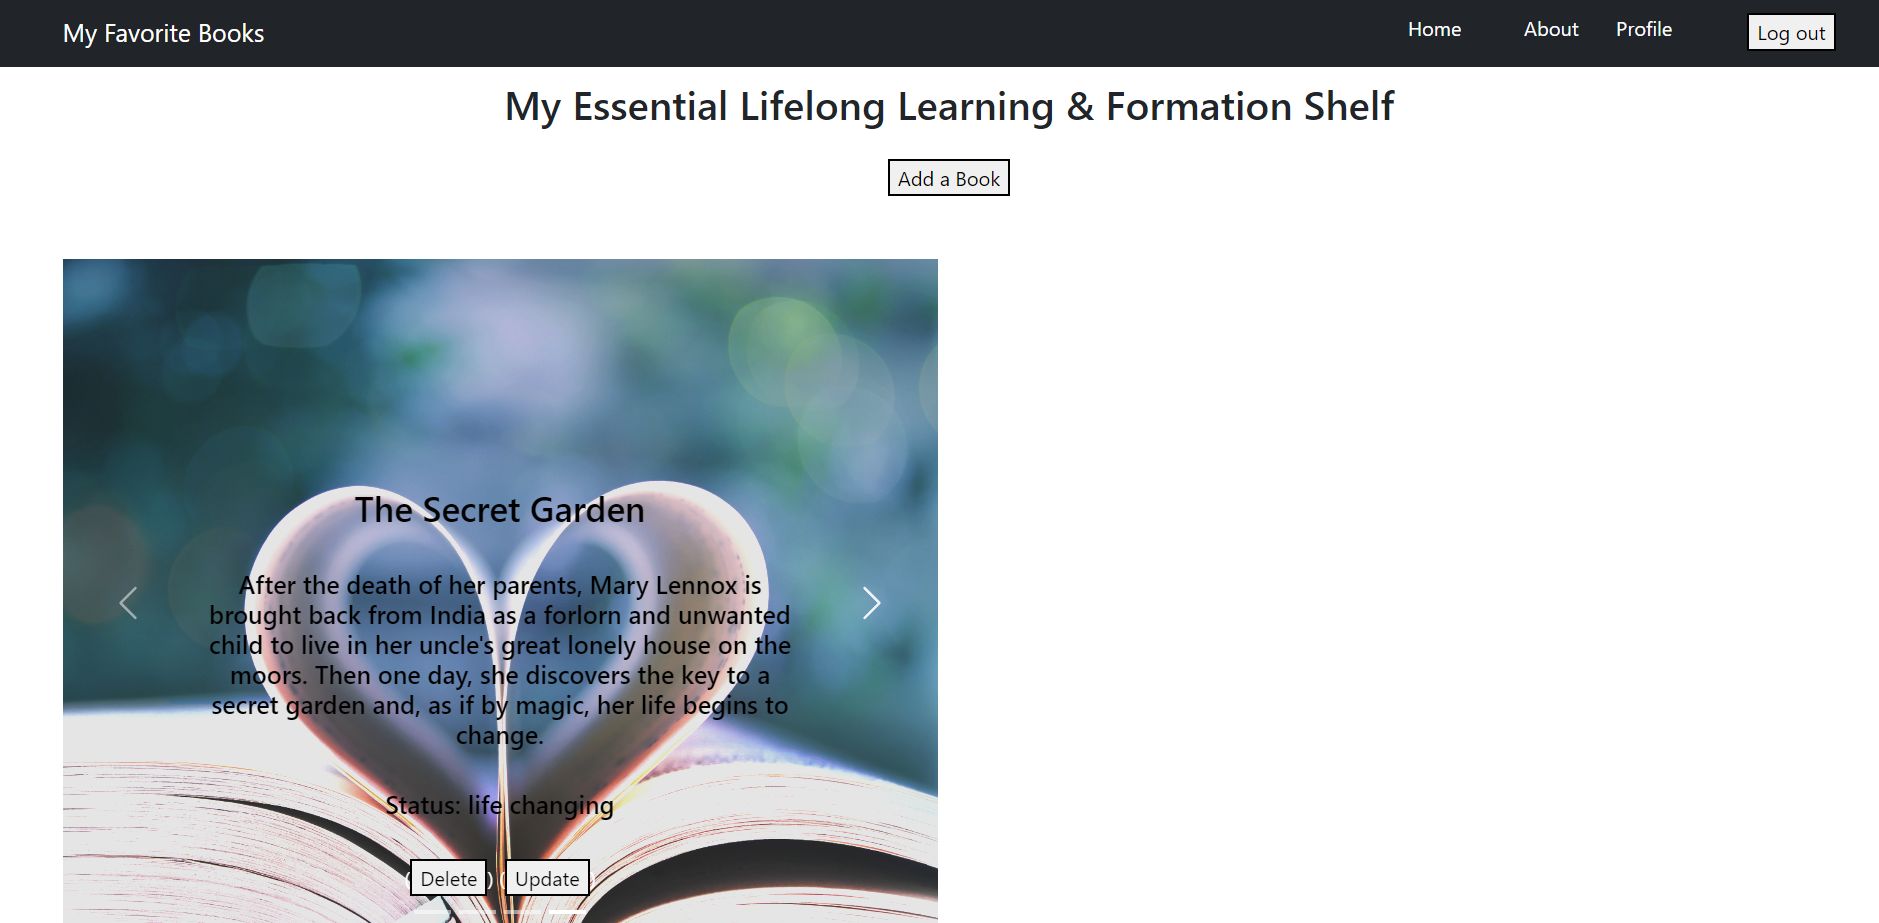 My Favorite Books
Home
About
Profile
Log out
My Essential Lifelong Learning & Formation Shelf
Add a Book
The Secret Garden
After the death of her parents, Mary Lennox is
brought back from India as a forlorn and unwanted
child to live in her uncle's great lonely house on the
moors. Then one day, she discovers the key to a
secret garden and, as if by magic, her life begins to
change.
Status: life changing
( Delete ) ( Update )